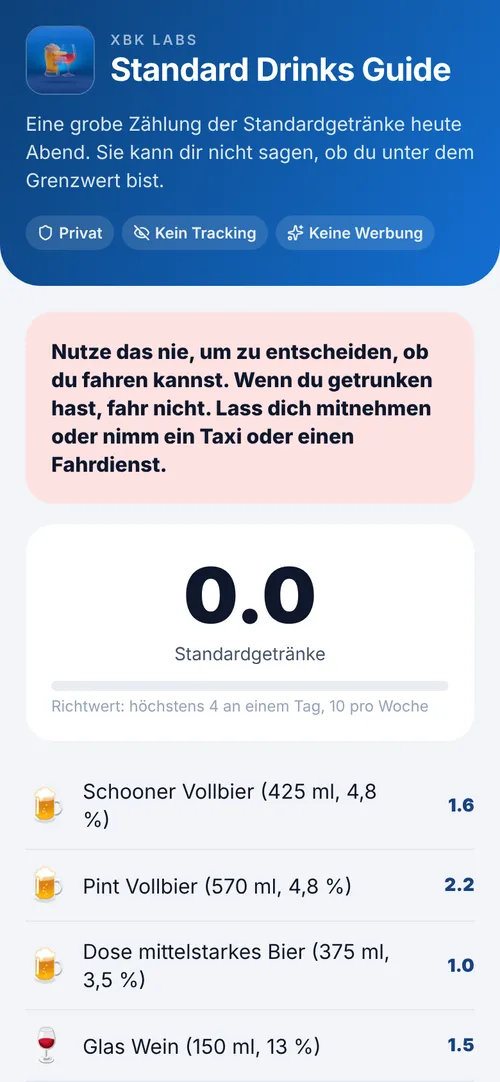 XBK LABS
Standard Drinks Guide
Eine grobe Zählung der Standardgetränke heute
Abend. Sie kann dir nicht sagen, ob du unter dem
Grenzwert bist.
Privat
Kein Tracking
Keine Werbung
Nutze das nie, um zu entscheiden, ob
du fahren kannst. Wenn du getrunken
hast, fahr nicht. Lass dich mitnehmen
oder nimm ein Taxi oder einen
Fahrdienst.
0.0
Standardgetränke
Richtwert: höchstens 4 an einem Tag, 10 pro Woche
Schooner Vollbier (425 ml, 4,8
%)
1.6
Pint Vollbier (570 ml, 4,8 %)
2.2
Dose mittelstarkes Bier (375 ml,
3,5 %)
1.0
Glas Wein (150 ml, 13 %)
1.5